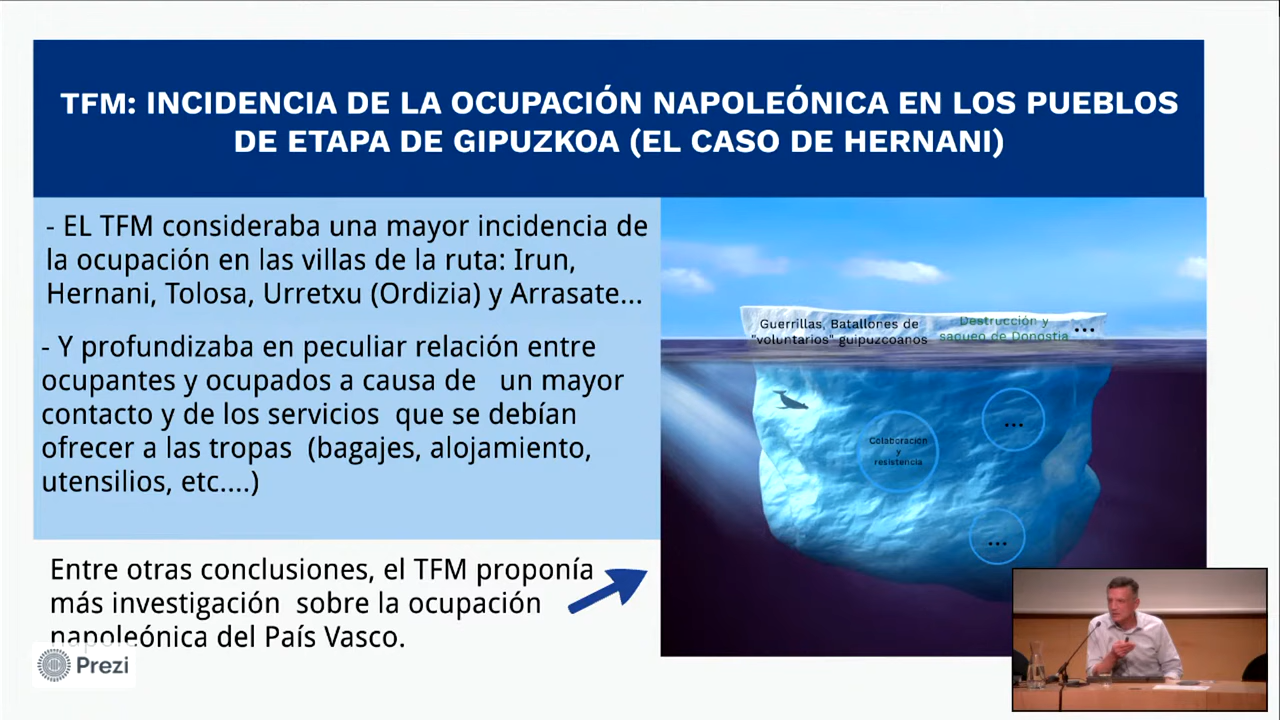 TFM: INCIDENCIA DE LA OCUPACIÓN NAPOLEÓNICA EN LOS PUEBLOS
DE ETAPA DE GIPUZKOA (EL CASO DE HERNANI)
- EL TFM consideraba una mayor incidencia de
la ocupación en las villas de la ruta: Irun,
Hernani, Tolosa, Urretxu (Ordizia) y Arrasate...
- Y profundizaba en peculiar relación entre
ocupantes y ocupados a causa de un mayor
contacto y de los servicios que se debían
ofrecer a las tropas (bagajes, alojamiento,
utensilios, etc....)
Entre otras conclusiones, el TFM proponía
más investigación sobre la ocupación
napoleónica del País Vasco.
Prezi
Guerrillas, Batallones de
"voluntarios" guipuzcoanos
Destrucción y
saqueo de Donostia
...
Colaboración
y
resistencia
...
...